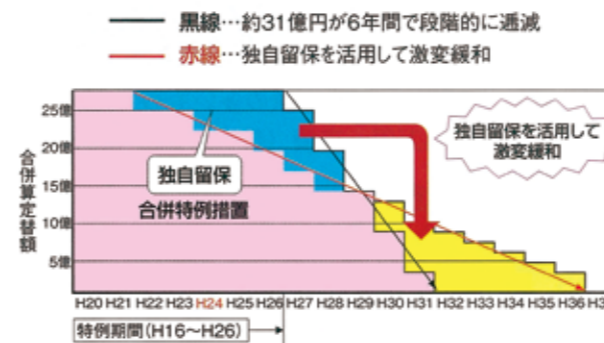 黒線…約31億円が6年間で段階的に逓減
赤線…独自留保を活用して激変緩和
合併算定替額
25億
20億
15億
10億
5億
独自留保
合併特例措置
独自留保を活用して
激変緩和
H20 H21 H22 H23 H24 H25 H26 H27 H28 H29 H30 H31 H32 H33 H34 H35 H36
特例期間(H16～H26)